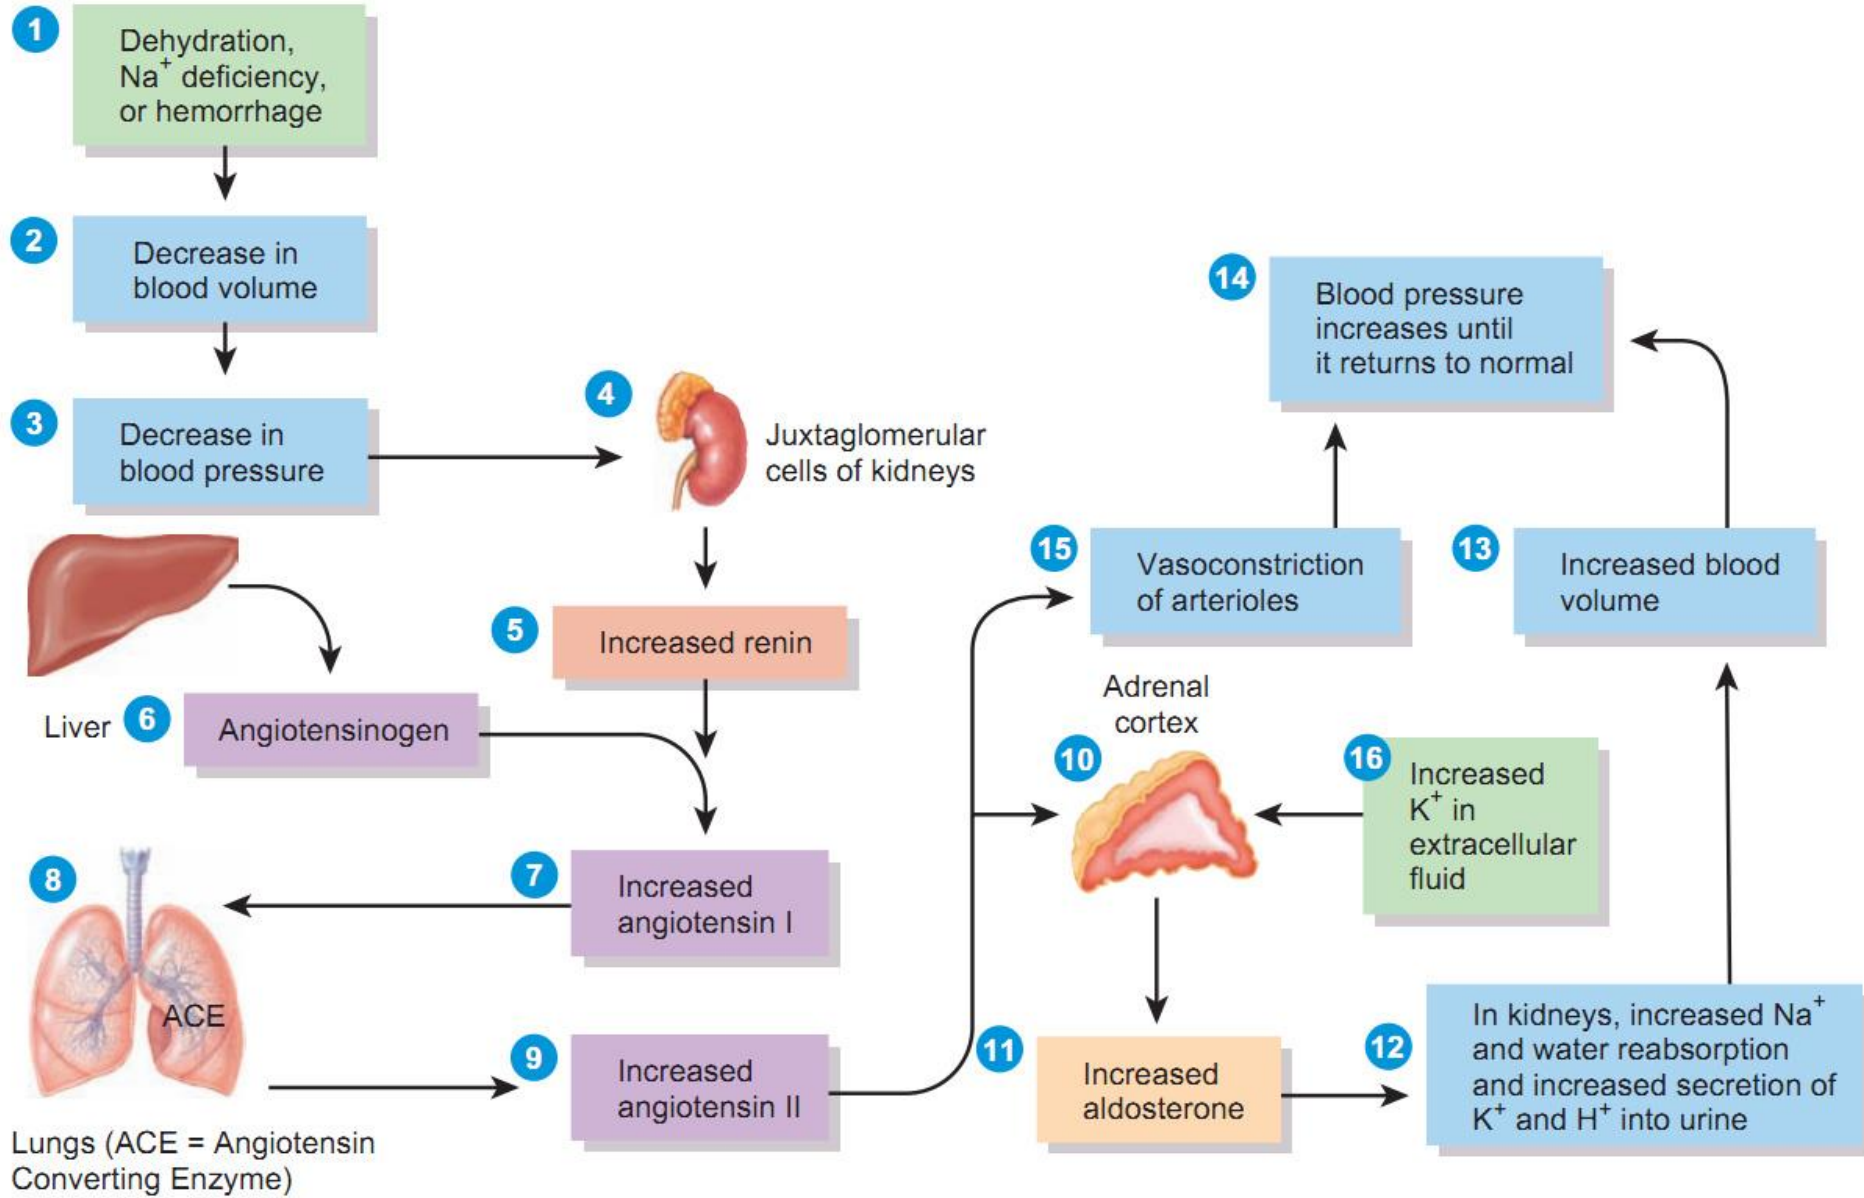 1
Dehydration,
Na+ deficiency,
or hemorrhage
2
Decrease in
blood volume
3
Decrease in
blood pressure
4
Juxtaglomerular
cells of kidneys
5
Increased renin
Liver
6
Angiotensinogen
7
Increased
angiotensin I
8
ACE
Lungs (ACE = Angiotensin
Converting Enzyme)
9
Increased
angiotensin II
10
Adrenal
cortex
11
Increased
aldosterone
12
In kidneys, increased Na+
and water reabsorption
and increased secretion of
K+ and H+ into urine
13
Increased blood
volume
14
Blood pressure
increases until
it returns to normal
15
Vasoconstriction
of arterioles
16
Increased
K+ in
extracellular
fluid